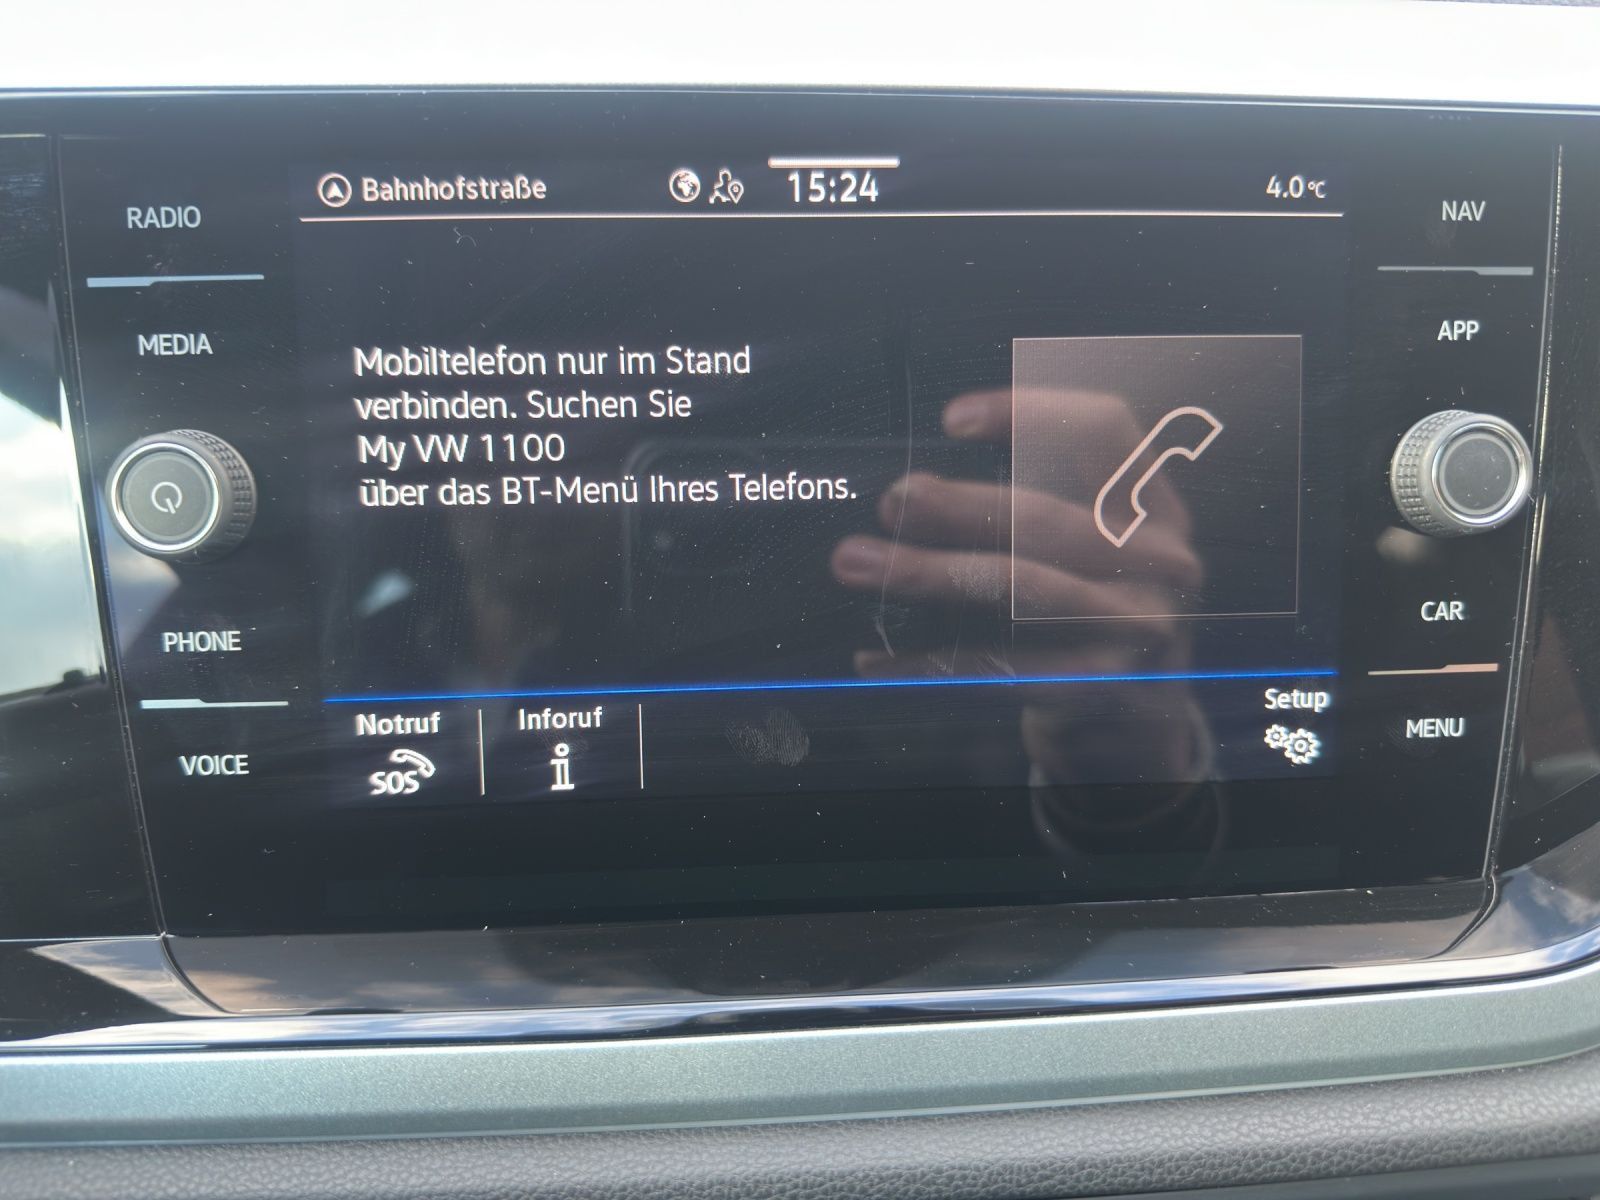 Bahnhofstraße 15:24 4.0°C
RADIO
NAV
MEDIA
APP
Mobiltelefon nur im Stand
verbinden. Suchen Sie
My VW 1100
über das BT-Menü Ihres Telefons.
PHONE
CAR
Notruf
Inforuf
Setup
SOS
i
VOICE
MENU